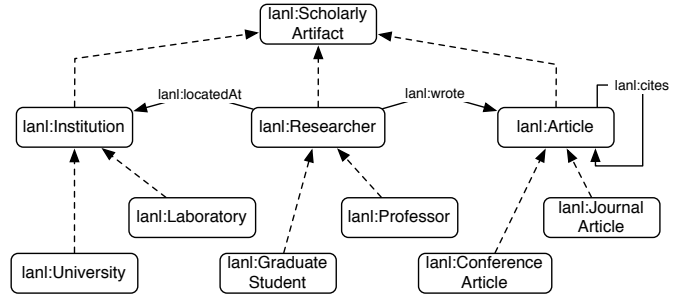 lanl:Scholarly
Artifact
lanl:locatedAt
lanl:wrote
lanl:cites
lanl:Institution
lanl:Researcher
lanl:Article
lanl:Laboratory
lanl:Professor
lanl:Journal
Article
lanl:University
lanl:Graduate
Student
lanl:Conference
Article